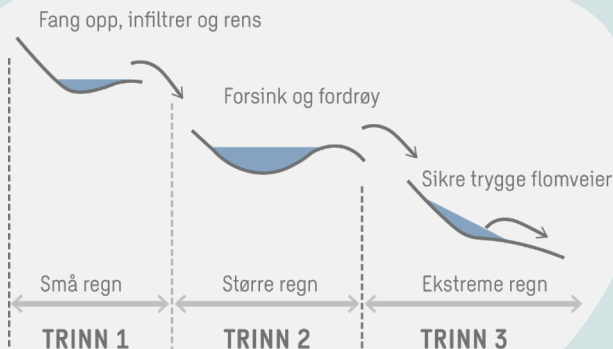 Fang opp, infiltrer og rens
Forsink og fordrøy
Sikre trygge flomveier
Små regn
Større regn
Ekstreme regn
TRINN 1
TRINN 2
TRINN 3